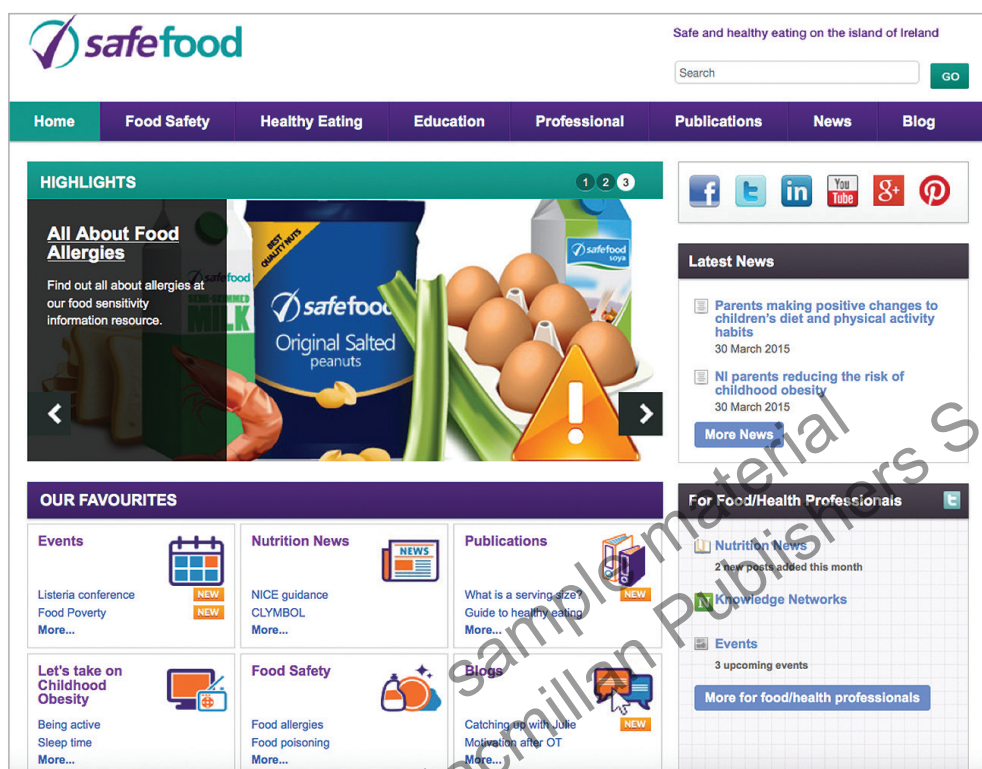 safefood
Safe and healthy eating on the island of Ireland
Search
GO
Home
Food Safety
Healthy Eating
Education
Professional
Publications
News
Blog
HIGHLIGHTS
1 2 3
All About Food
Allergies
Find out all about allergies at
our food sensitivity
information resource.
safefood
SEMI-SKIMMED
MILK
BEST
QUALITY NUTS
safefood
Original Salted
peanuts
safefood
soya
f
t
in
You
Tube
g+
Latest News
Parents making positive changes to
children's diet and physical activity
habits
30 March 2015
NI parents reducing the risk of
childhood obesity
30 March 2015
More News
OUR FAVOURITES
Events
Listeria conference NEW
Food Poverty NEW
More...
Nutrition News
NEWS
NICE guidance
CLYMBOL
More...
Publications
What is a serving size? NEW
Guide to healthy eating
More...
Let's take on
Childhood
Obesity
Being active
Sleep time
More...
Food Safety
Food allergies
Food poisoning
More...
Blogs
Catching up with Julie NEW
Motivation after OT
More...
For Food/Health Professionals
Nutrition News
2 new posts added this month
Knowledge Networks
Events
3 upcoming events
More for food/health professionals
sample material
acmillan Publishers S